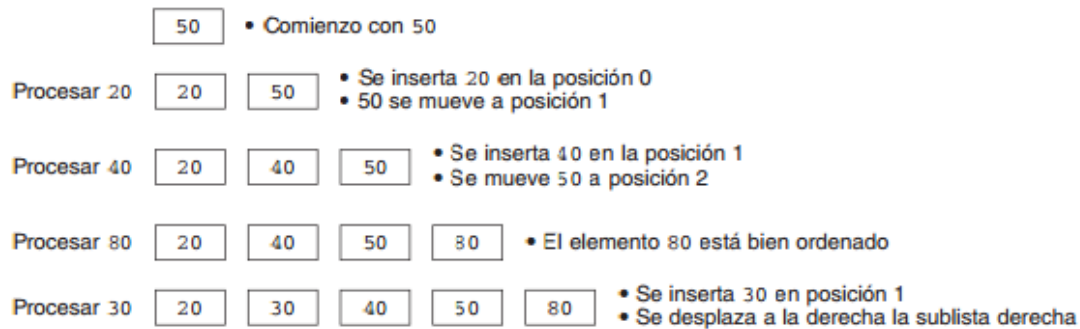 50 • Comienzo con 50
Procesar 20 20 50 • Se inserta 20 en la posición 0
• 50 se mueve a posición 1
Procesar 40 20 40 50 • Se inserta 40 en la posición 1
• Se mueve 50 a posición 2
Procesar 80 20 40 50 80 • El elemento 80 está bien ordenado
Procesar 30 20 30 40 50 80 • Se inserta 30 en posición 1
• Se desplaza a la derecha la sublista derecha